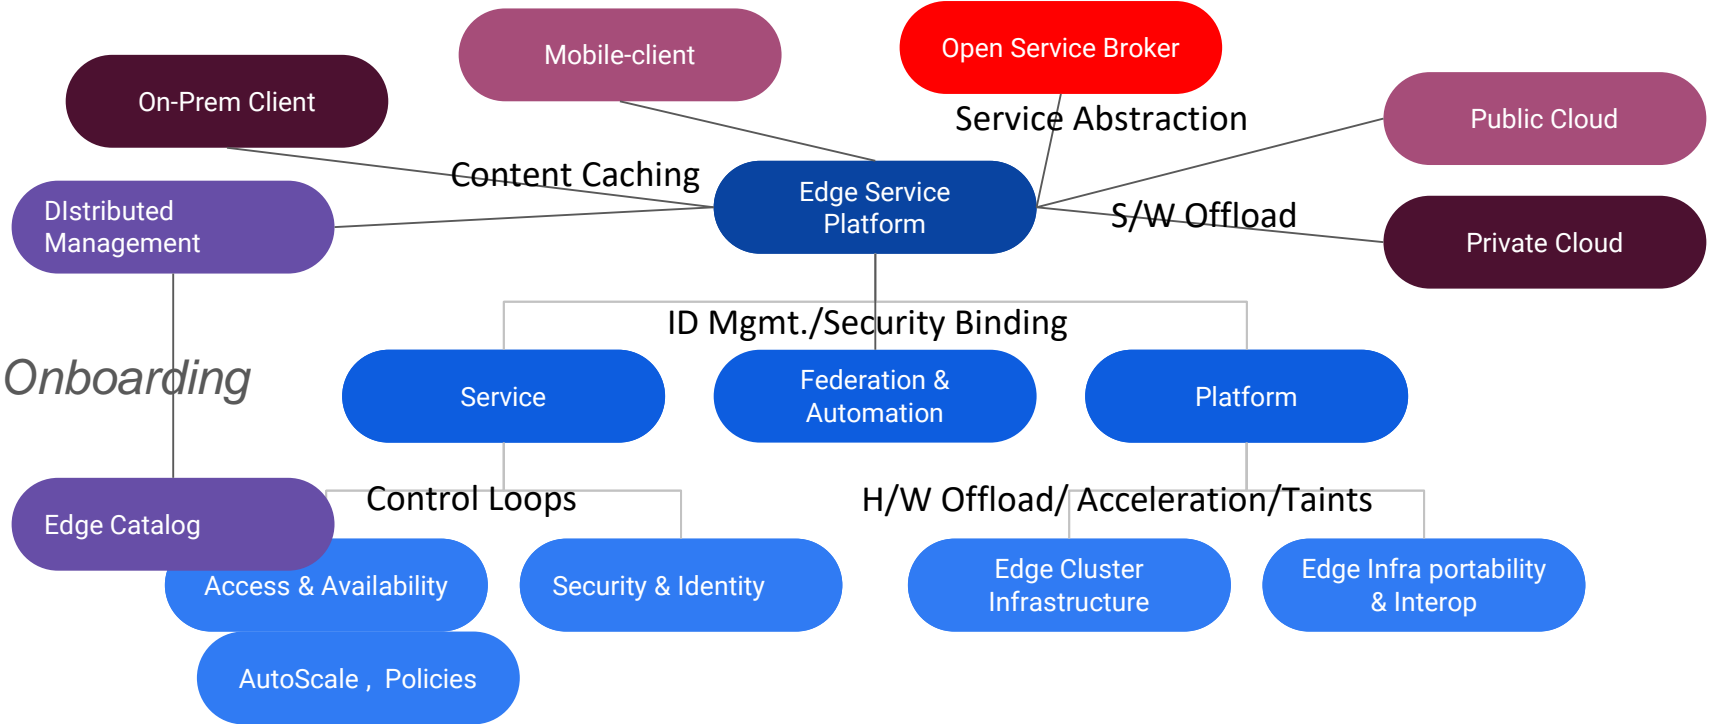 Mobile-client
Open Service Broker
On-Prem Client
Service Abstraction
Public Cloud
Content Caching
Edge Service
Platform
DIstributed
Management
S/W Offload
Private Cloud
ID Mgmt./Security Binding
Onboarding
Service
Federation &
Automation
Platform
Control Loops
H/W Offload/ Acceleration/Taints
Edge Catalog
Access & Availability
Security & Identity
Edge Cluster
Infrastructure
Edge Infra portability
& Interop
AutoScale , Policies